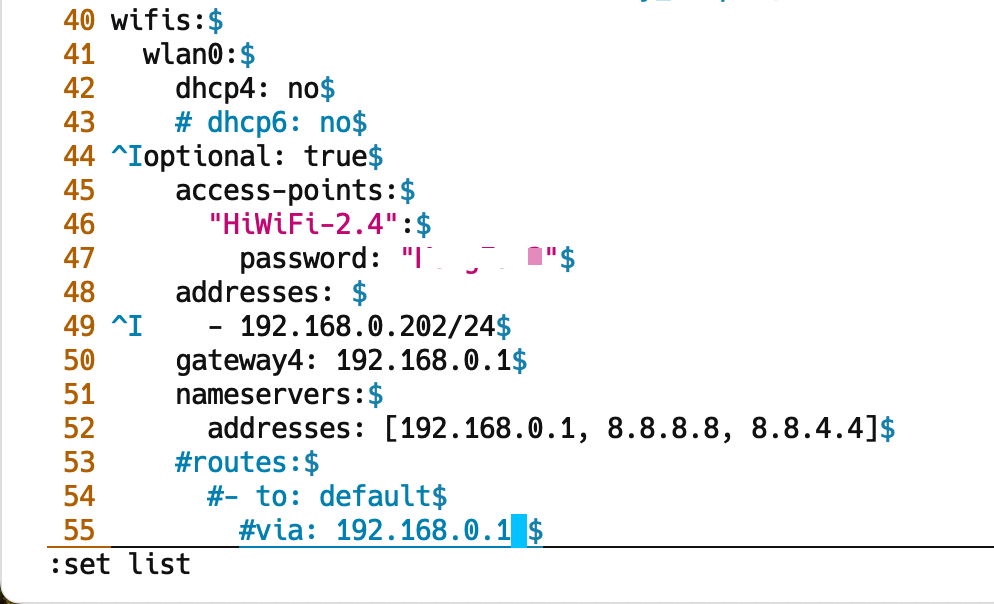 40 wifis:$
41   wlan0:$
42     dhcp4: no$
43     # dhcp6: no$
44 ^Ioptional: true$
45     access-points:$
46       "HiWiFi-2.4":$
47         password: "
48     addresses: $
49 ^I    - 192.168.0.202/24$
50     gateway4: 192.168.0.1$
51     nameservers:$
52       addresses: [192.168.0.1, 8.8.8.8, 8.8.4.4]$
53     #routes:$
54       #- to: default$
55         #via: 192.168.0.1 $
:set list